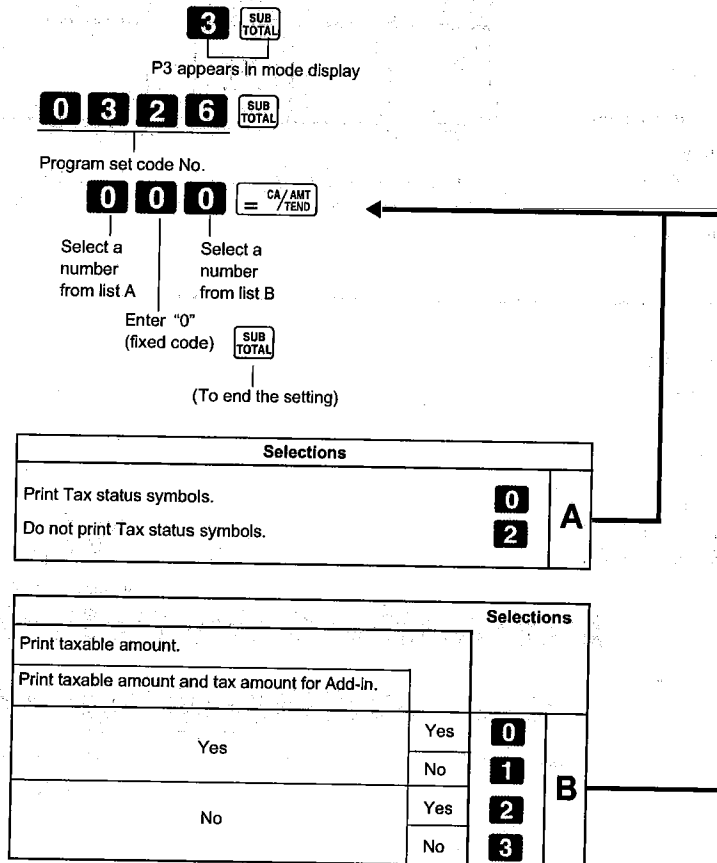 3 SUB TOTAL
P3 appears in mode display
0 3 2 6 SUB TOTAL
Program set code No.
0 0 0 = CA/AMT /TEND
Select a number from list A
Select a number from list B
Enter "0" (fixed code)
SUB TOTAL
(To end the setting)
Selections
Print Tax status symbols. 0
Do not print Tax status symbols. 2
A
Selections
Print taxable amount.
Print taxable amount and tax amount for Add-in.
Yes Yes 0
No 1
No Yes 2
No 3
B